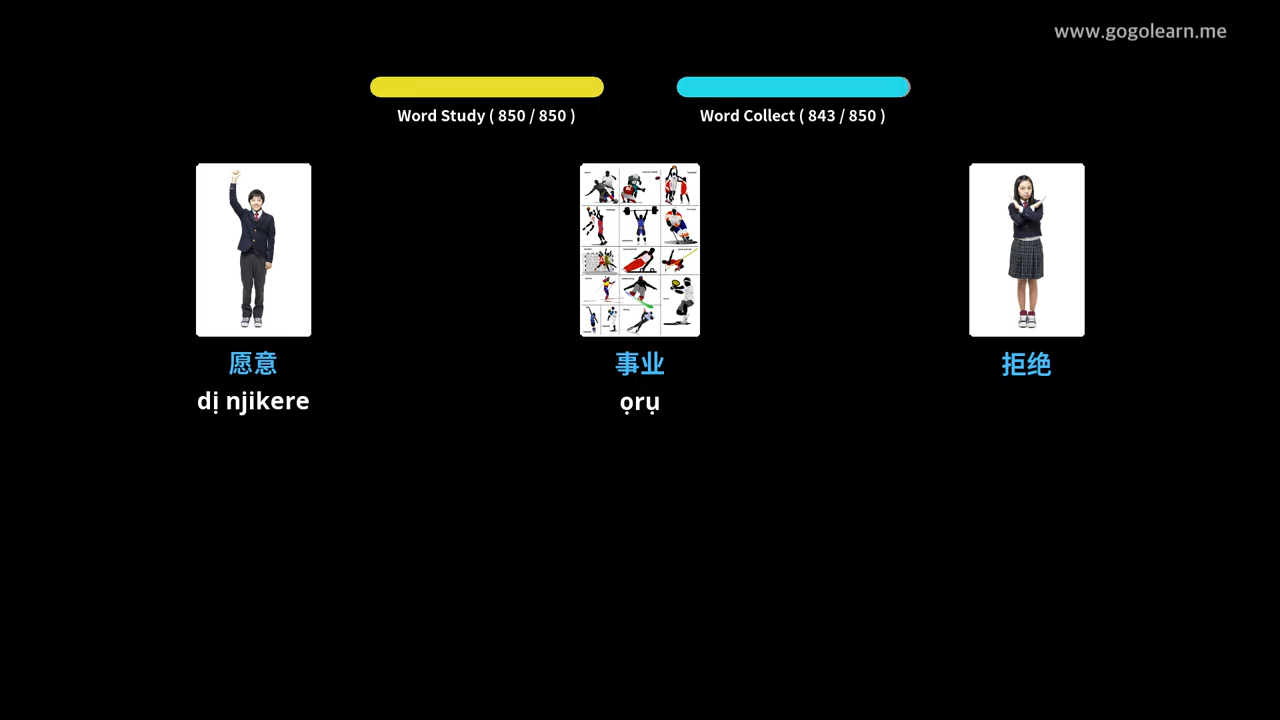 www.gogolearn.me
Word Study ( 850 / 850 )
Word Collect ( 843 / 850 )
愿意
事业
拒绝
dị njikere
ọrụ